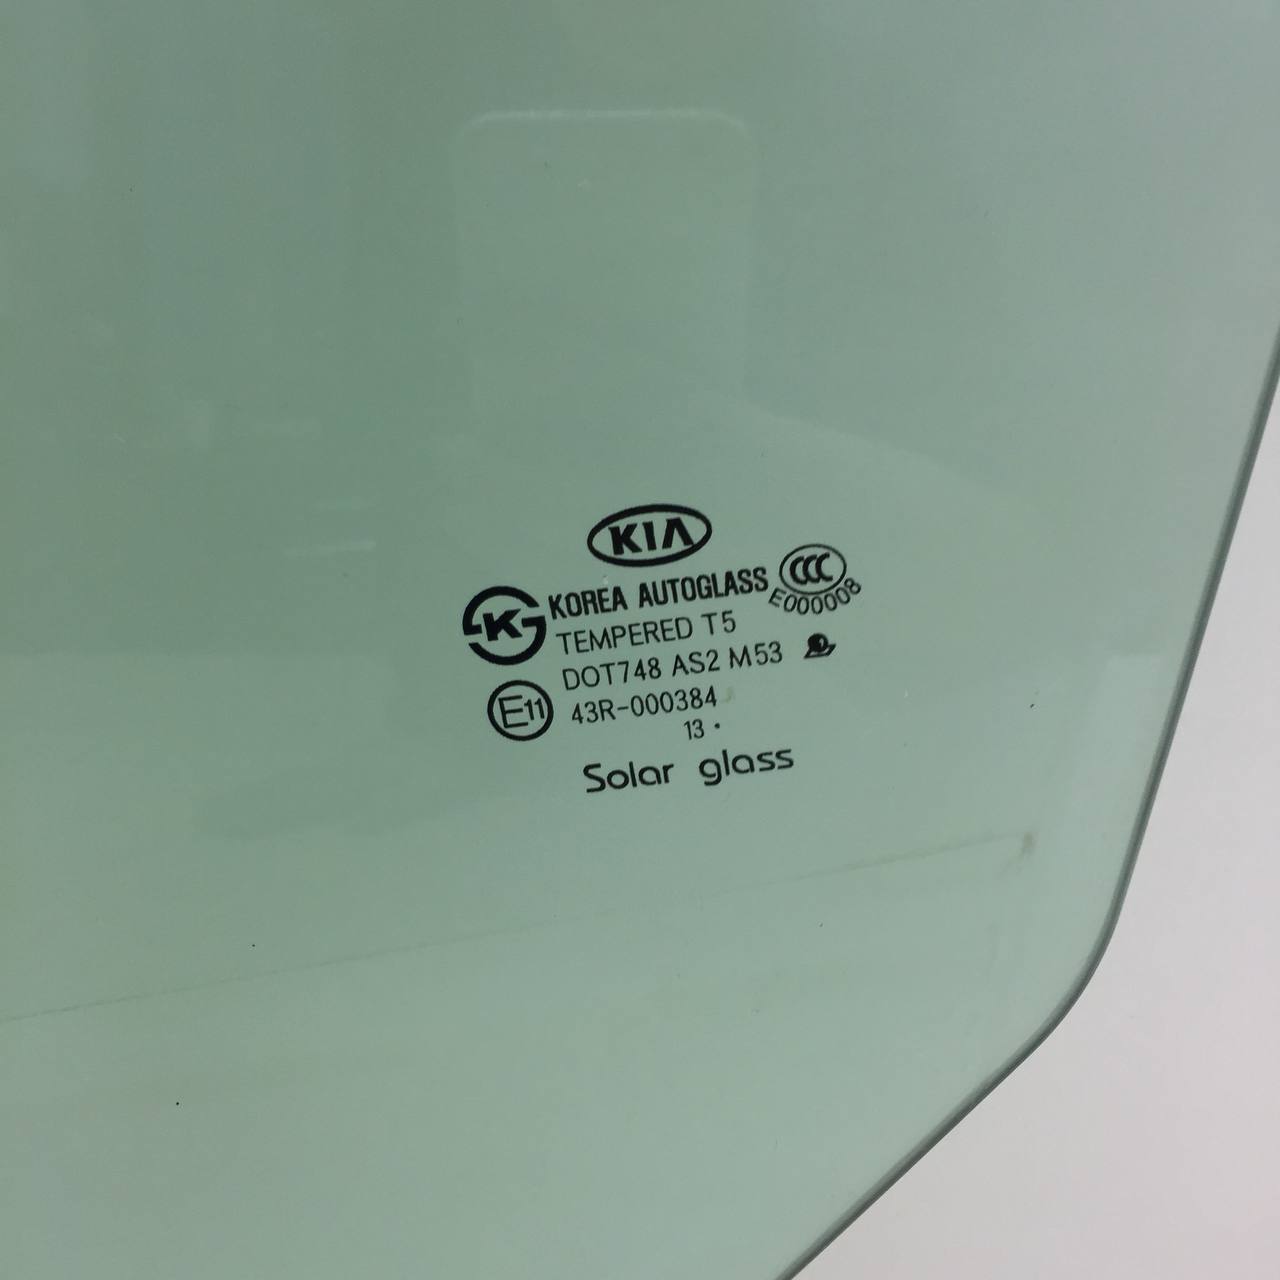 KIA
KOREA AUTOGLASS
CCC
E000008
K
TEMPERED T5
DOT748 AS2 M53
E11
43R-000384
13 ·
Solar glass